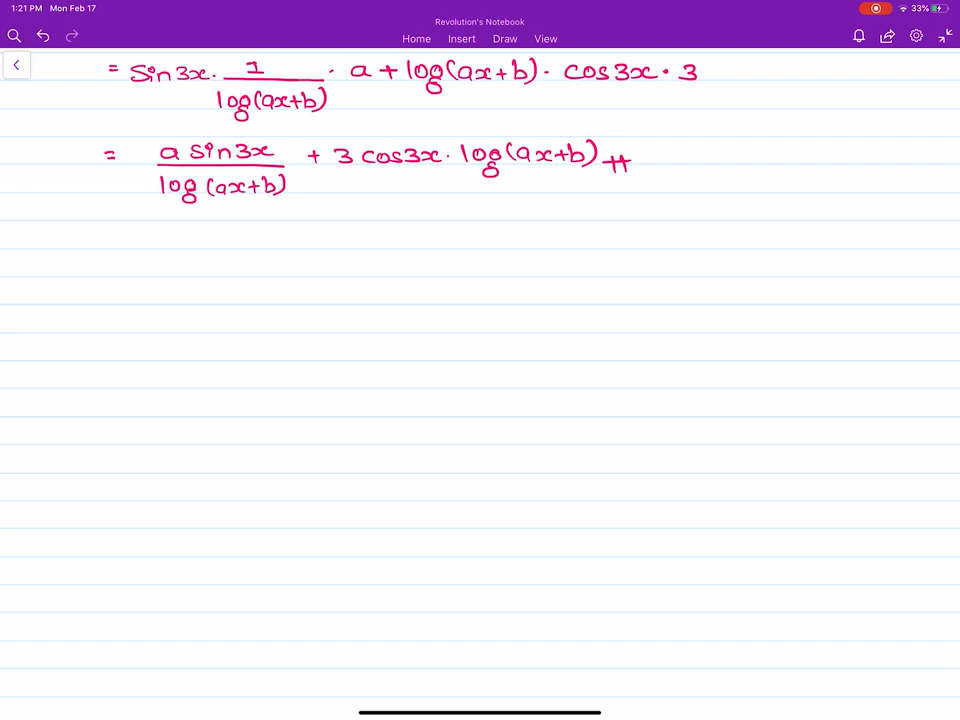 1:21 PM Mon Feb 17
33%
Revolution's Notebook
Home Insert Draw View
= sin3x · 1/log(ax+b) · a + log(ax+b) · cos3x · 3
= a sin3x/log(ax+b) + 3 cos3x · log(ax+b)